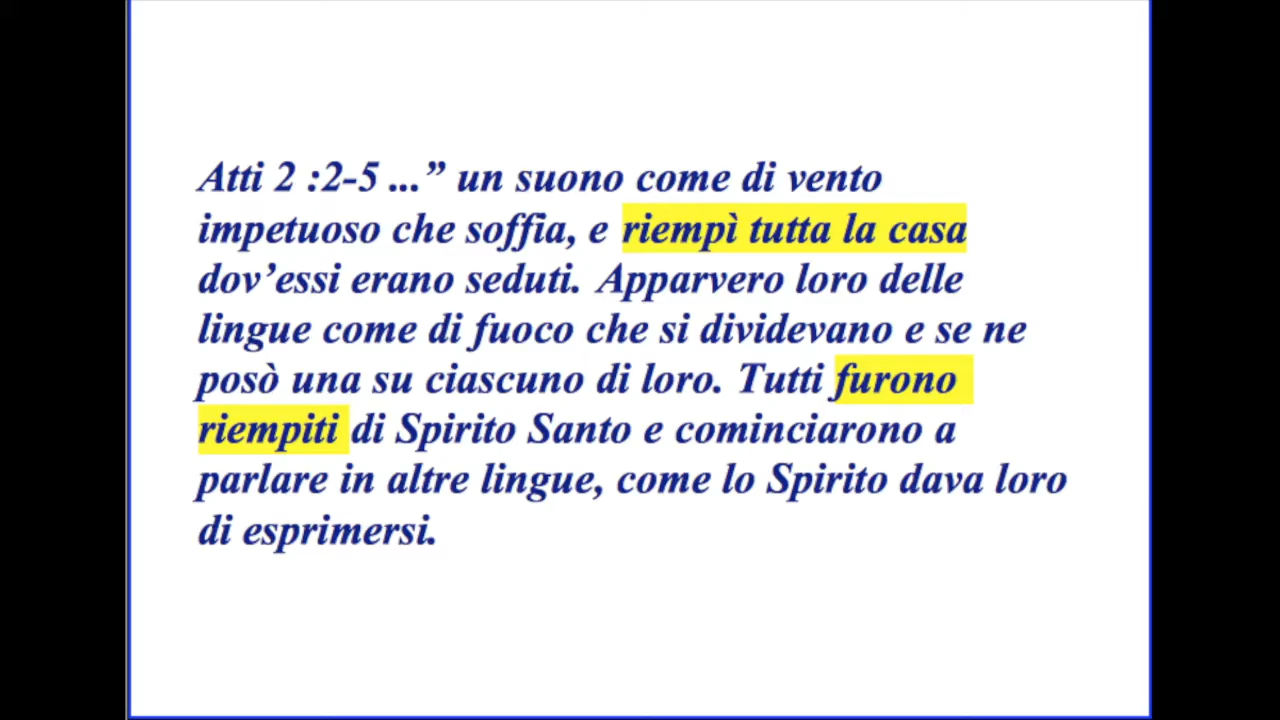 Atti 2 :2-5 ...” un suono come di vento
impetuoso che soffia, e riempì tutta la casa
dov’essi erano seduti. Apparvero loro delle
lingue come di fuoco che si dividevano e se ne
posò una su ciascuno di loro. Tutti furono
riempiti di Spirito Santo e cominciarono a
parlare in altre lingue, come lo Spirito dava loro
di esprimersi.